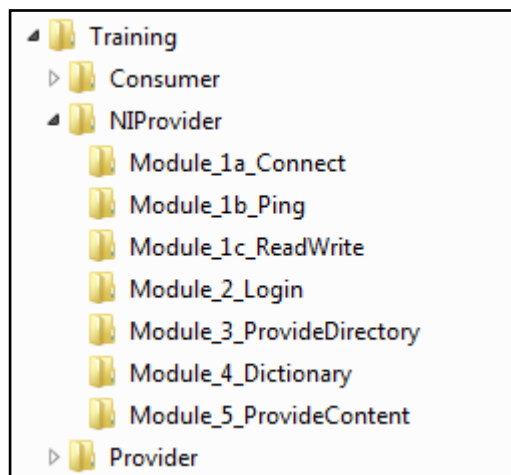 Training
Consumer
NIProvider
Module_1a_Connect
Module_1b_Ping
Module_1c_ReadWrite
Module_2_Login
Module_3_ProvideDirectory
Module_4_Dictionary
Module_5_ProvideContent
Provider